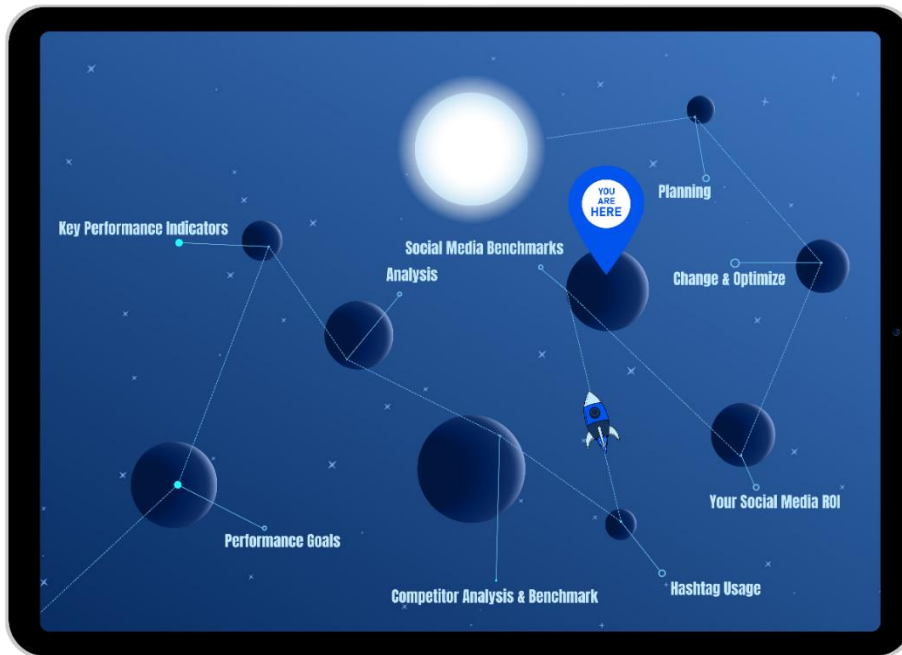 YOU
ARE
HERE
Planning
Key Performance Indicators
Social Media Benchmarks
Analysis
Change & Optimize
Your Social Media ROI
Performance Goals
Competitor Analysis & Benchmark
Hashtag Usage